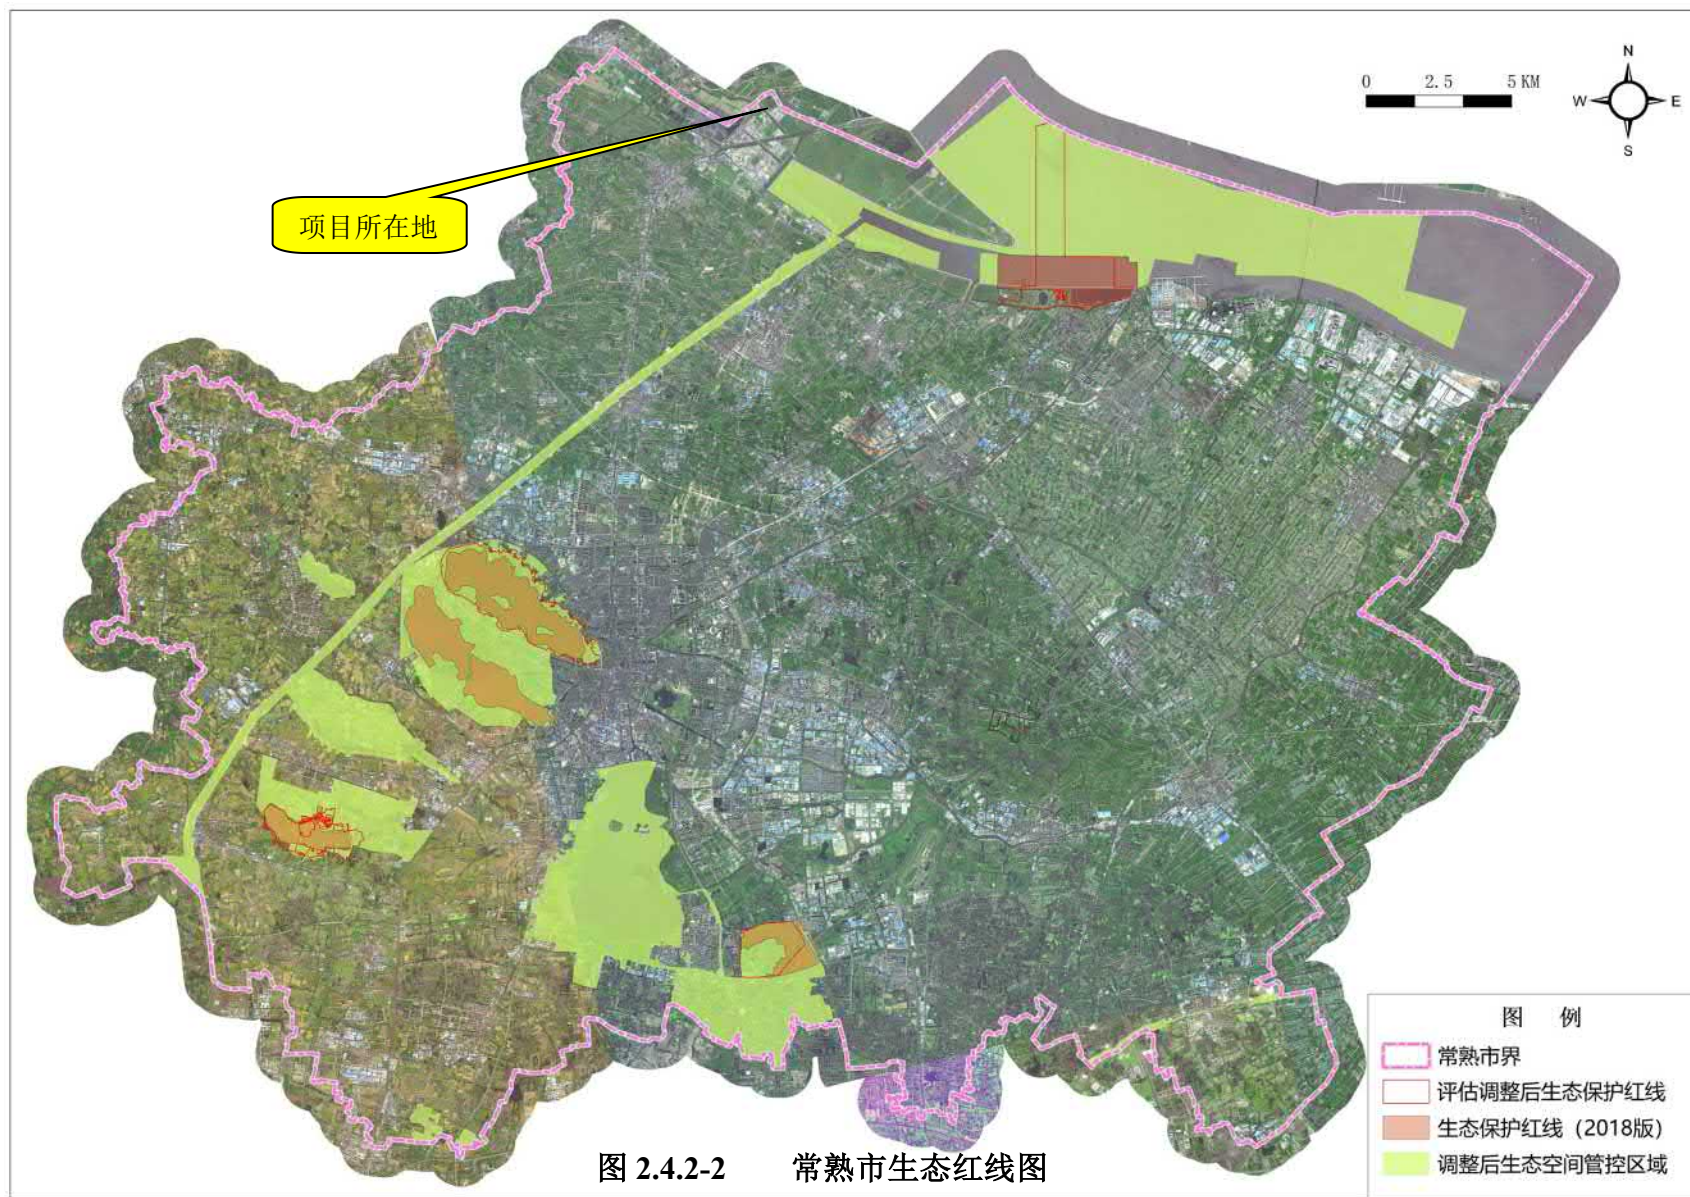 N
0 2.5 5 KM
W E
S
项目所在地
图 例
常熟市界
评估调整后生态保护红线
生态保护红线（2018版）
调整后生态空间管控区域
图 2.4.2-2 常熟市生态红线图